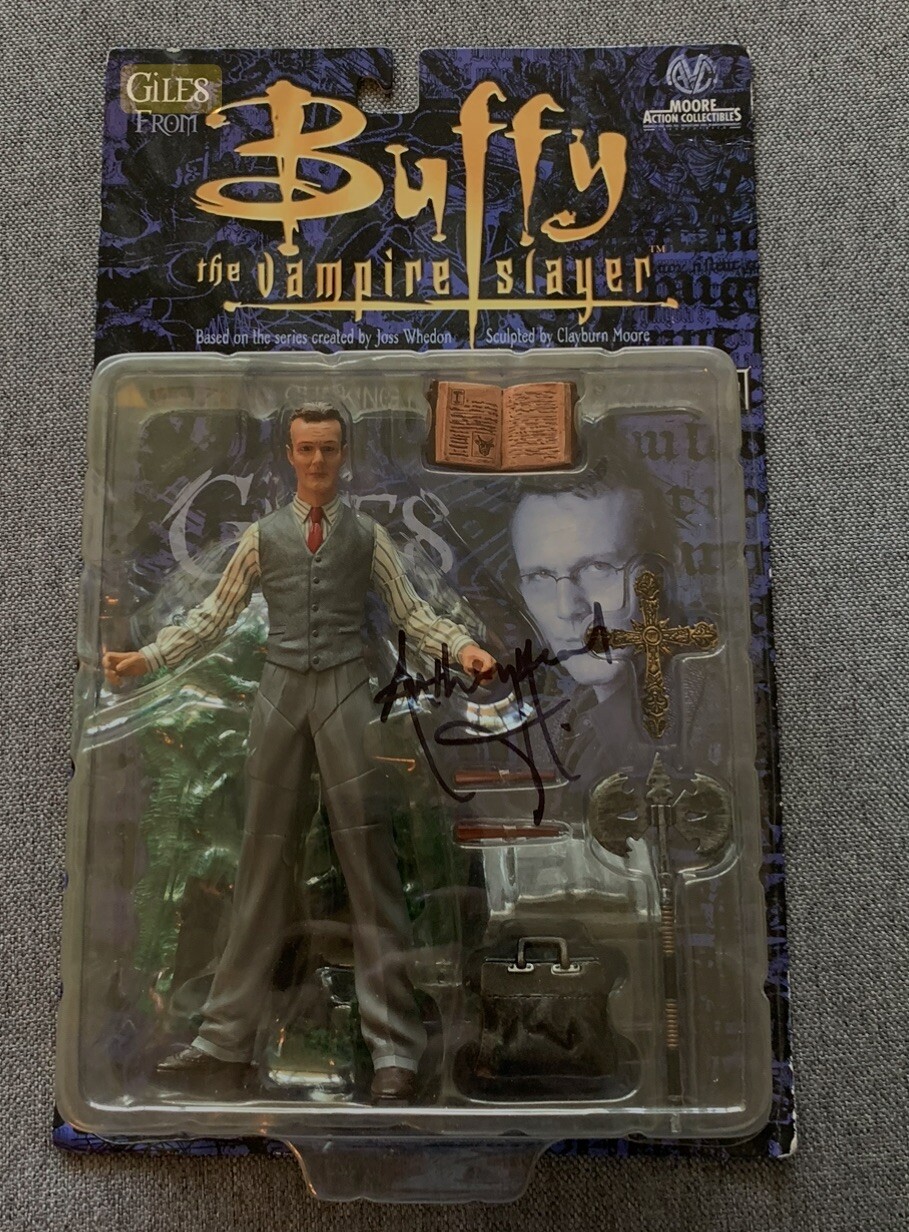 GiLES
FROM
Buffy
the vampire slayer™
MOORE
ACTION COLLECTIBLES
Based on the series created by Joss Whedon
Sculpted by Clayburn Moore
GILES